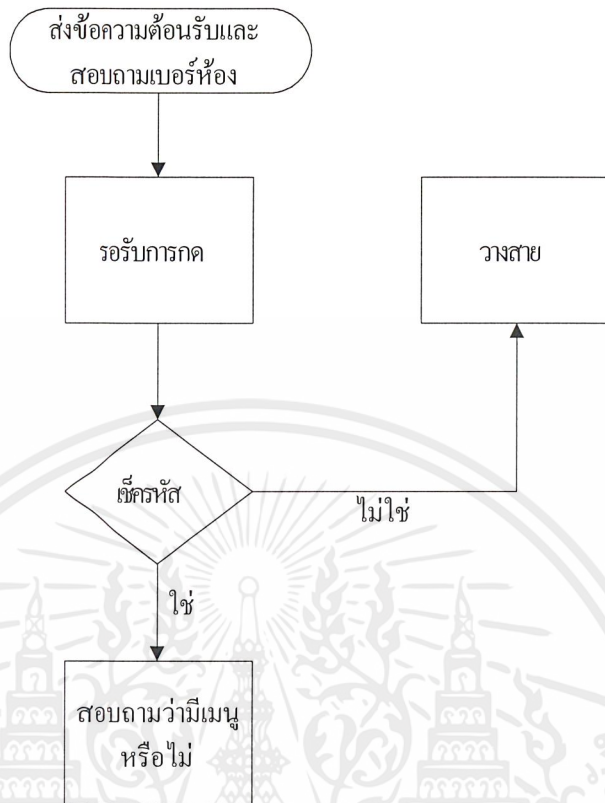 ส่งข้อความต้อนรับและ
สอบถามเบอร์ห้อง
รอรับการกด
วางสาย
เช็ครหัส
ไม่ใช่
ใช่
สอบถามว่ามีเมนู
หรือไม่